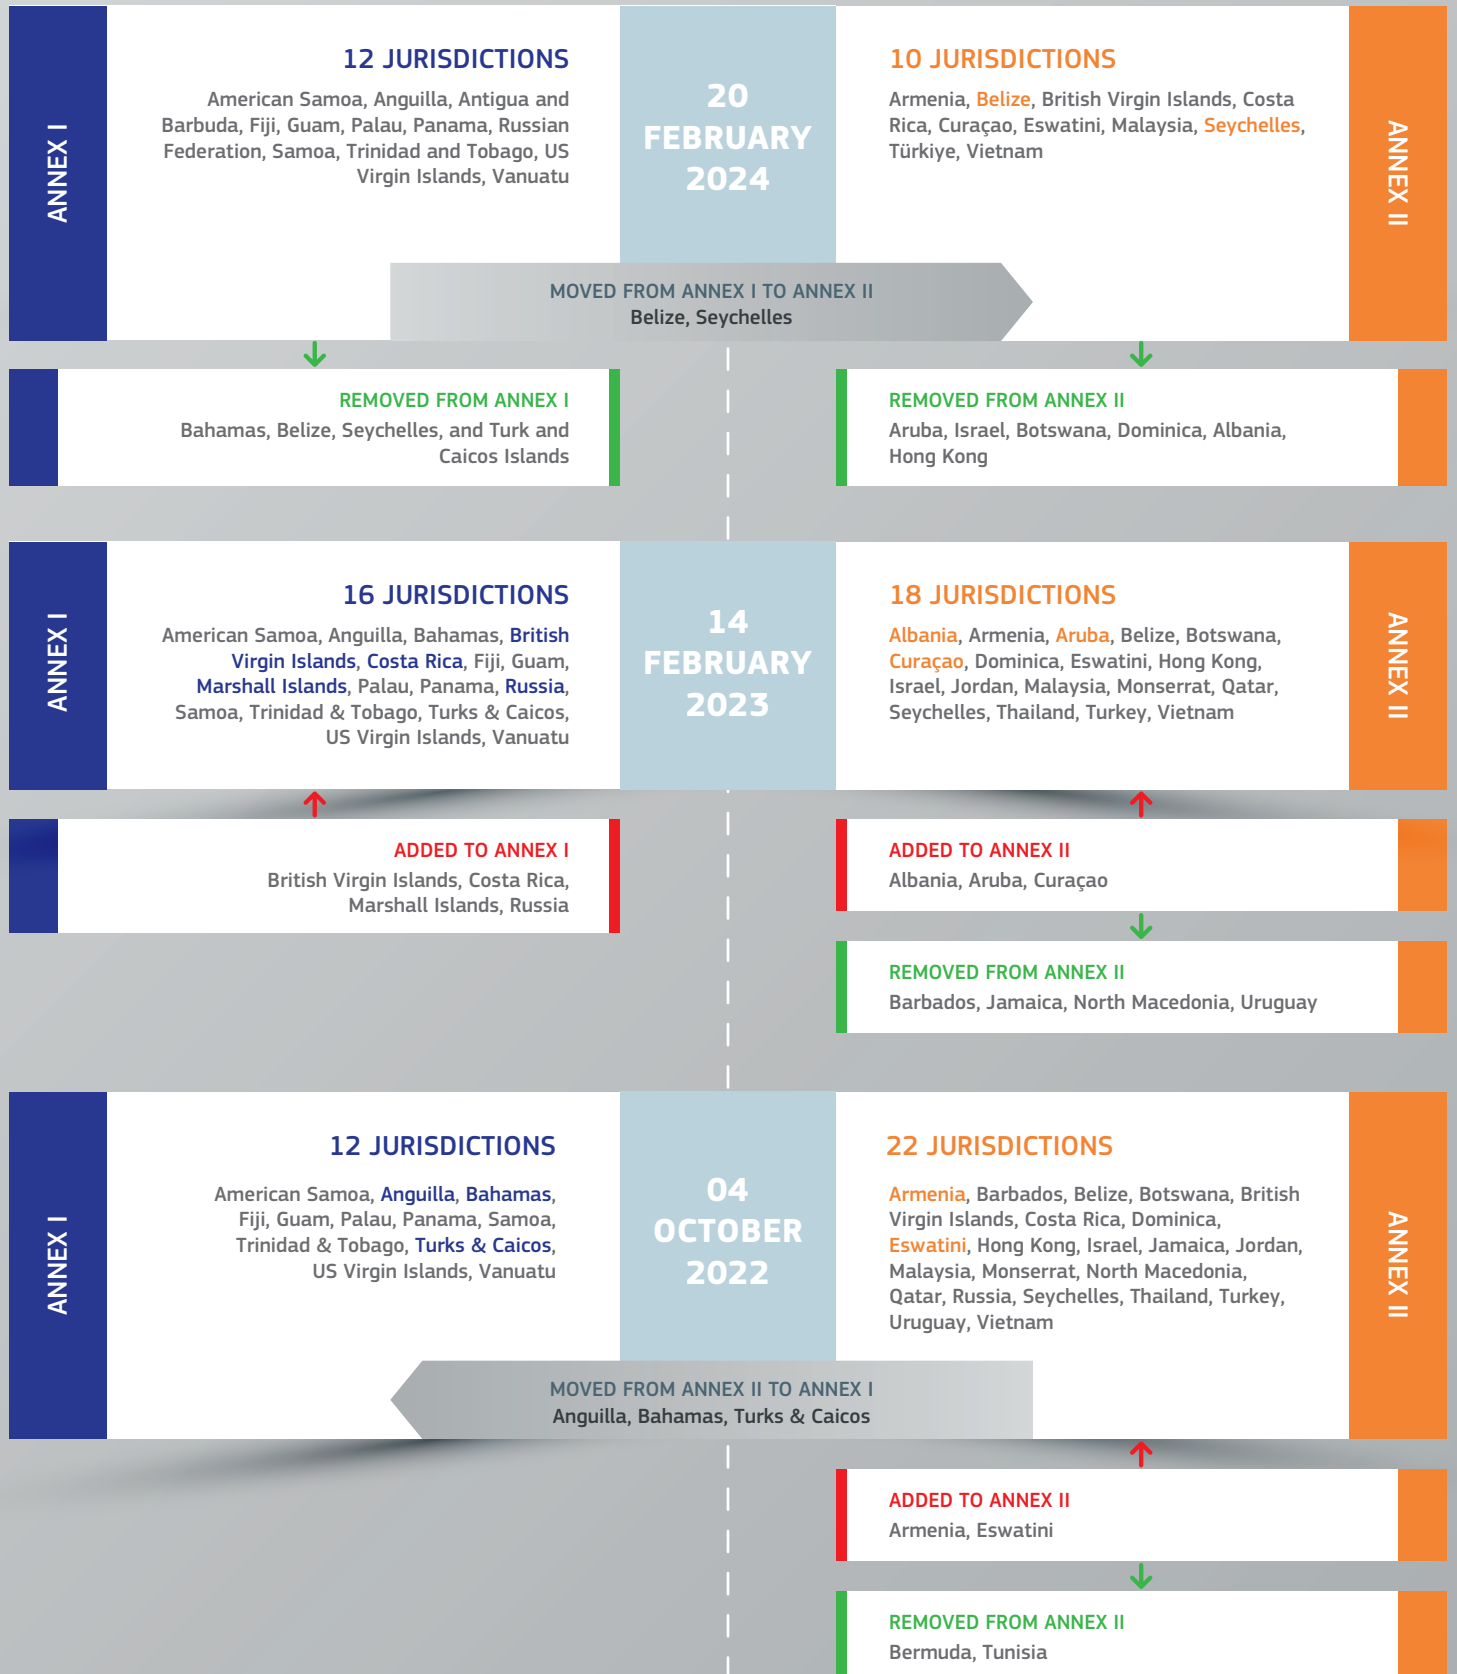 ANNEX I
12 JURISDICTIONS
American Samoa, Anguilla, Antigua and
Barbuda, Fiji, Guam, Palau, Panama, Russian
Federation, Samoa, Trinidad and Tobago, US
Virgin Islands, Vanuatu
20
FEBRUARY
2024
10 JURISDICTIONS
Armenia, Belize, British Virgin Islands, Costa
Rica, Curaçao, Eswatini, Malaysia, Seychelles,
Türkiye, Vietnam
ANNEX II
MOVED FROM ANNEX I TO ANNEX II
Belize, Seychelles
REMOVED FROM ANNEX I
Bahamas, Belize, Seychelles, and Turk and
Caicos Islands
REMOVED FROM ANNEX II
Aruba, Israel, Botswana, Dominica, Albania,
Hong Kong
ANNEX I
16 JURISDICTIONS
American Samoa, Anguilla, Bahamas, British
Virgin Islands, Costa Rica, Fiji, Guam,
Marshall Islands, Palau, Panama, Russia,
Samoa, Trinidad & Tobago, Turks & Caicos,
US Virgin Islands, Vanuatu
14
FEBRUARY
2023
18 JURISDICTIONS
Albania, Armenia, Aruba, Belize, Botswana,
Curaçao, Dominica, Eswatini, Hong Kong,
Israel, Jordan, Malaysia, Monserrat, Qatar,
Seychelles, Thailand, Turkey, Vietnam
ANNEX II
ADDED TO ANNEX I
British Virgin Islands, Costa Rica,
Marshall Islands, Russia
ADDED TO ANNEX II
Albania, Aruba, Curaçao
REMOVED FROM ANNEX II
Barbados, Jamaica, North Macedonia, Uruguay
ANNEX I
12 JURISDICTIONS
American Samoa, Anguilla, Bahamas,
Fiji, Guam, Palau, Panama, Samoa,
Trinidad & Tobago, Turks & Caicos,
US Virgin Islands, Vanuatu
04
OCTOBER
2022
22 JURISDICTIONS
Armenia, Barbados, Belize, Botswana, British
Virgin Islands, Costa Rica, Dominica,
Eswatini, Hong Kong, Israel, Jamaica, Jordan,
Malaysia, Monserrat, North Macedonia,
Qatar, Russia, Seychelles, Thailand, Turkey,
Uruguay, Vietnam
ANNEX II
MOVED FROM ANNEX II TO ANNEX I
Anguilla, Bahamas, Turks & Caicos
ADDED TO ANNEX II
Armenia, Eswatini
REMOVED FROM ANNEX II
Bermuda, Tunisia